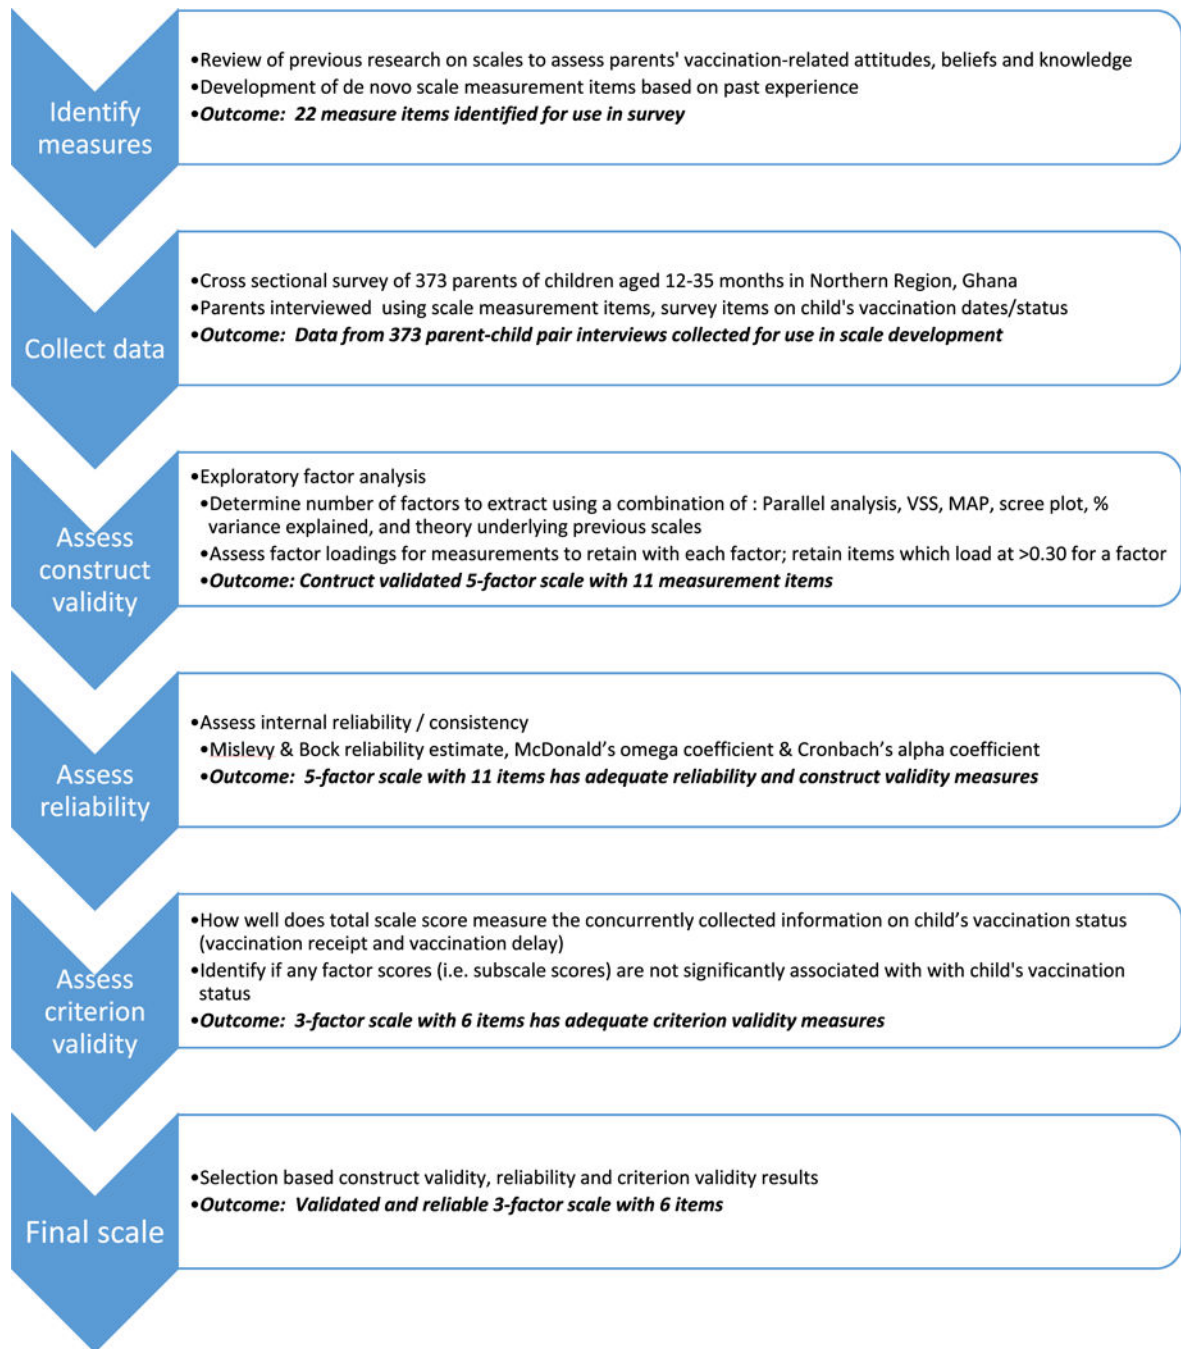 Identify
measures
•Review of previous research on scales to assess parents' vaccination-related attitudes, beliefs and knowledge
•Development of de novo scale measurement items based on past experience
•Outcome: 22 measure items identified for use in survey
Collect data
•Cross sectional survey of 373 parents of children aged 12-35 months in Northern Region, Ghana
•Parents interviewed using scale measurement items, survey items on child's vaccination dates/status
•Outcome: Data from 373 parent-child pair interviews collected for use in scale development
Assess
construct
validity
•Exploratory factor analysis
•Determine number of factors to extract using a combination of : Parallel analysis, VSS, MAP, scree plot, %
variance explained, and theory underlying previous scales
•Assess factor loadings for measurements to retain with each factor; retain items which load at >0.30 for a factor
•Outcome: Contruct validated 5-factor scale with 11 measurement items
Assess
reliability
•Assess internal reliability / consistency
•Mislevy & Bock reliability estimate, McDonald’s omega coefficient & Cronbach’s alpha coefficient
•Outcome: 5-factor scale with 11 items has adequate reliability and construct validity measures
Assess
criterion
validity
•How well does total scale score measure the concurrently collected information on child’s vaccination status
(vaccination receipt and vaccination delay)
•Identify if any factor scores (i.e. subscale scores) are not significantly associated with with child's vaccination
status
•Outcome: 3-factor scale with 6 items has adequate criterion validity measures
Final scale
•Selection based construct validity, reliability and criterion validity results
•Outcome: Validated and reliable 3-factor scale with 6 items